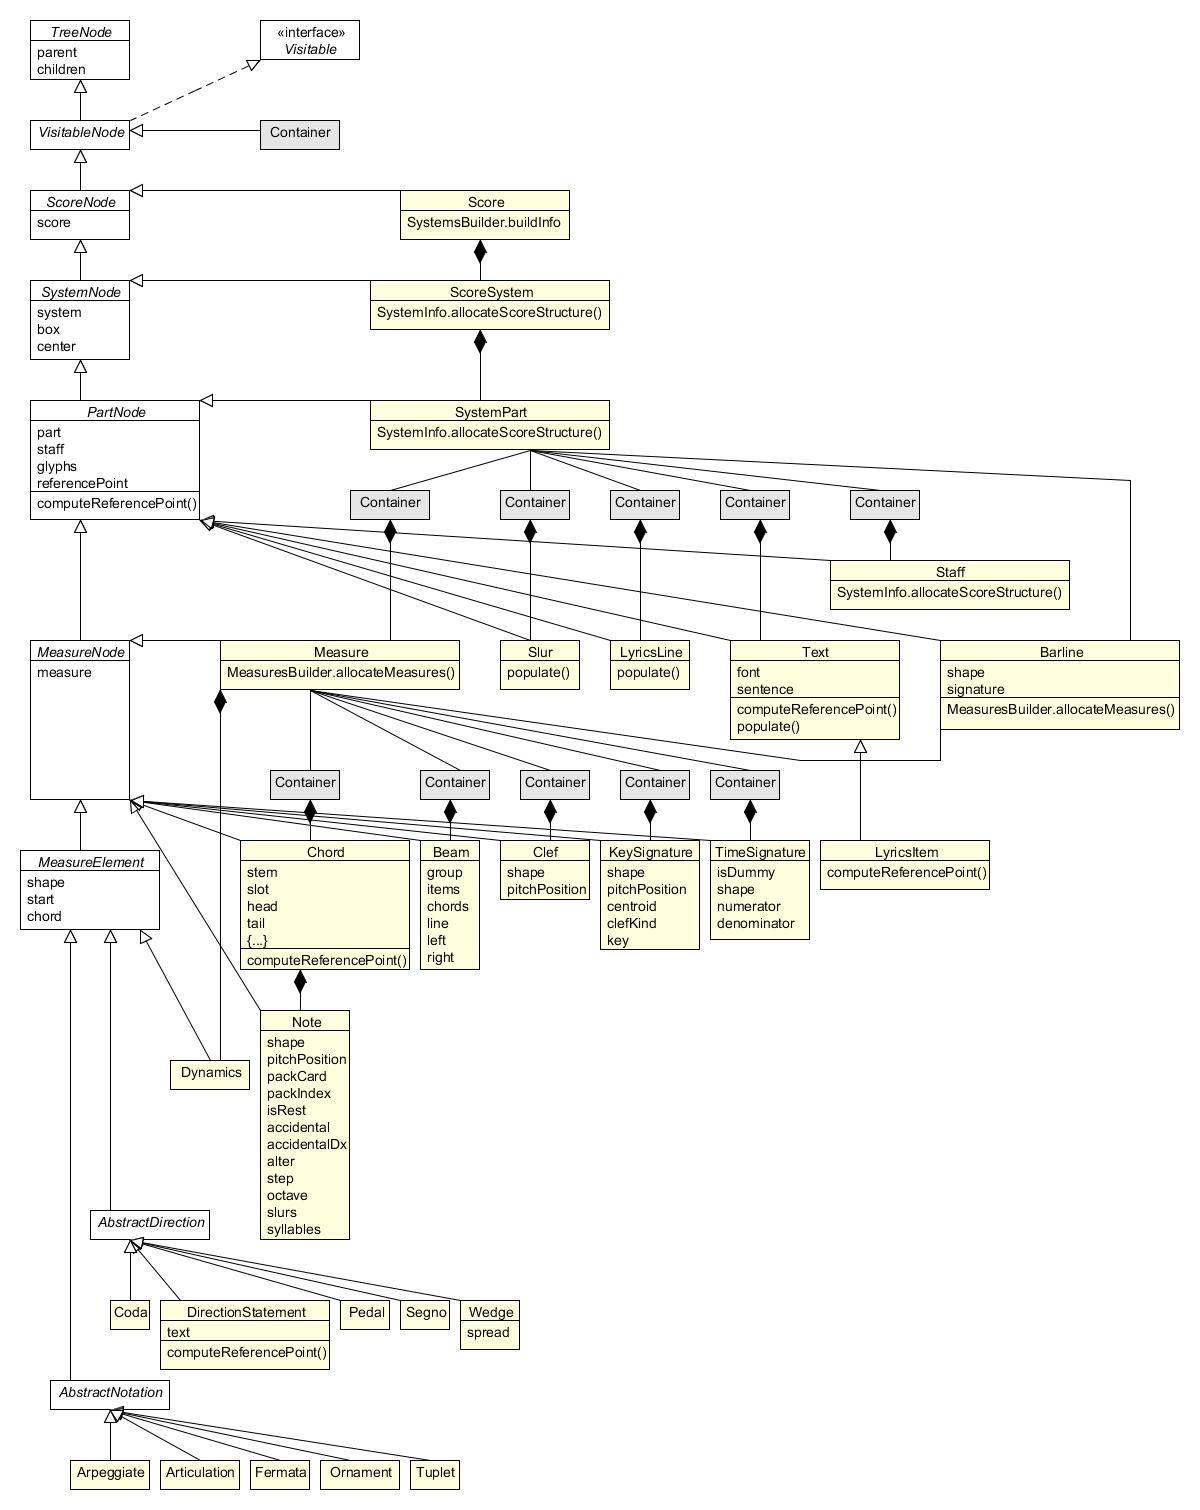 TreeNode
parent
children
«interface»
Visitable
VisitableNode
Container
ScoreNode
score
Score
SystemsBuilder.buildInfo
SystemNode
system
box
center
ScoreSystem
SystemInfo.allocateScoreStructure()
PartNode
part
staff
glyphs
referencePoint
computeReferencePoint()
SystemPart
SystemInfo.allocateScoreStructure()
Container
Container
Container
Container
Container
Staff
SystemInfo.allocateScoreStructure()
MeasureNode
measure
Measure
MeasuresBuilder.allocateMeasures()
Slur
populate()
LyricsLine
populate()
Text
font
sentence
computeReferencePoint()
populate()
Barline
shape
signature
MeasuresBuilder.allocateMeasures()
Container
Container
Container
Container
Container
MeasureElement
shape
start
chord
Chord
stem
slot
head
tail
{...}
computeReferencePoint()
Beam
group
items
chords
line
left
right
Clef
shape
pitchPosition
KeySignature
shape
pitchPosition
centroid
clefKind
key
TimeSignature
isDummy
shape
numerator
denominator
LyricsItem
computeReferencePoint()
Dynamics
Note
shape
pitchPosition
packCard
packIndex
isRest
accidental
accidentalDx
alter
step
octave
slurs
syllables
AbstractDirection
Coda
DirectionStatement
text
computeReferencePoint()
Pedal
Segno
Wedge
spread
AbstractNotation
Arpeggiate
Articulation
Fermata
Ornament
Tuplet